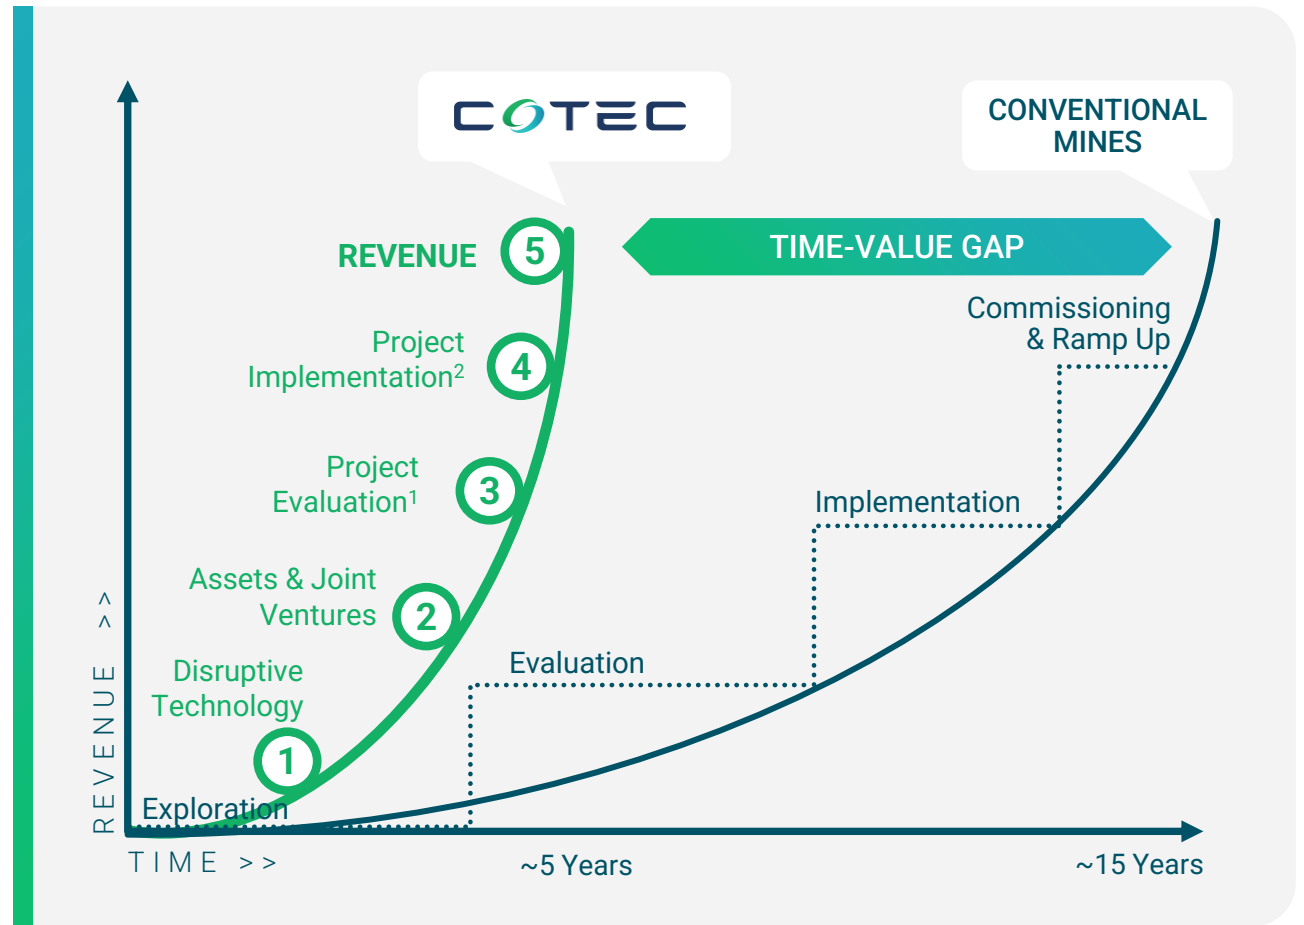 COTEC
CONVENTIONAL
MINES
REVENUE
5
TIME-VALUE GAP
Commissioning
& Ramp Up
Project
Implementation²
4
Project
Evaluation¹
3
Implementation
Assets & Joint
Ventures
2
Evaluation
Disruptive
Technology
1
Exploration
REVENUE >>
TIME >>
~5 Years
~15 Years